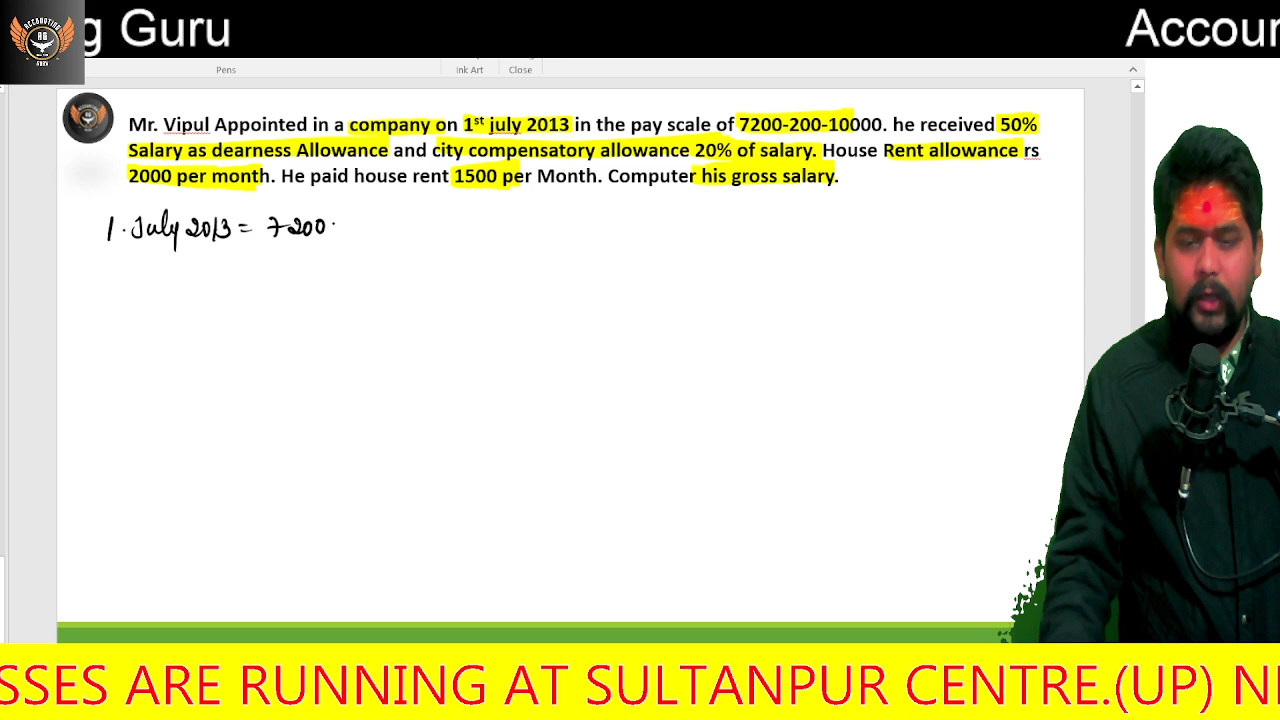 g Guru
Accour
Pens
Ink Art
Close
Mr. Vipul Appointed in a company on 1st july 2013 in the pay scale of 7200-200-10000. he received 50%
Salary as dearness Allowance and city compensatory allowance 20% of salary. House Rent allowance rs
2000 per month. He paid house rent 1500 per Month. Computer his gross salary.
1. July 2013 = 7200
SSES ARE RUNNING AT SULTANPUR CENTRE.(UP) N